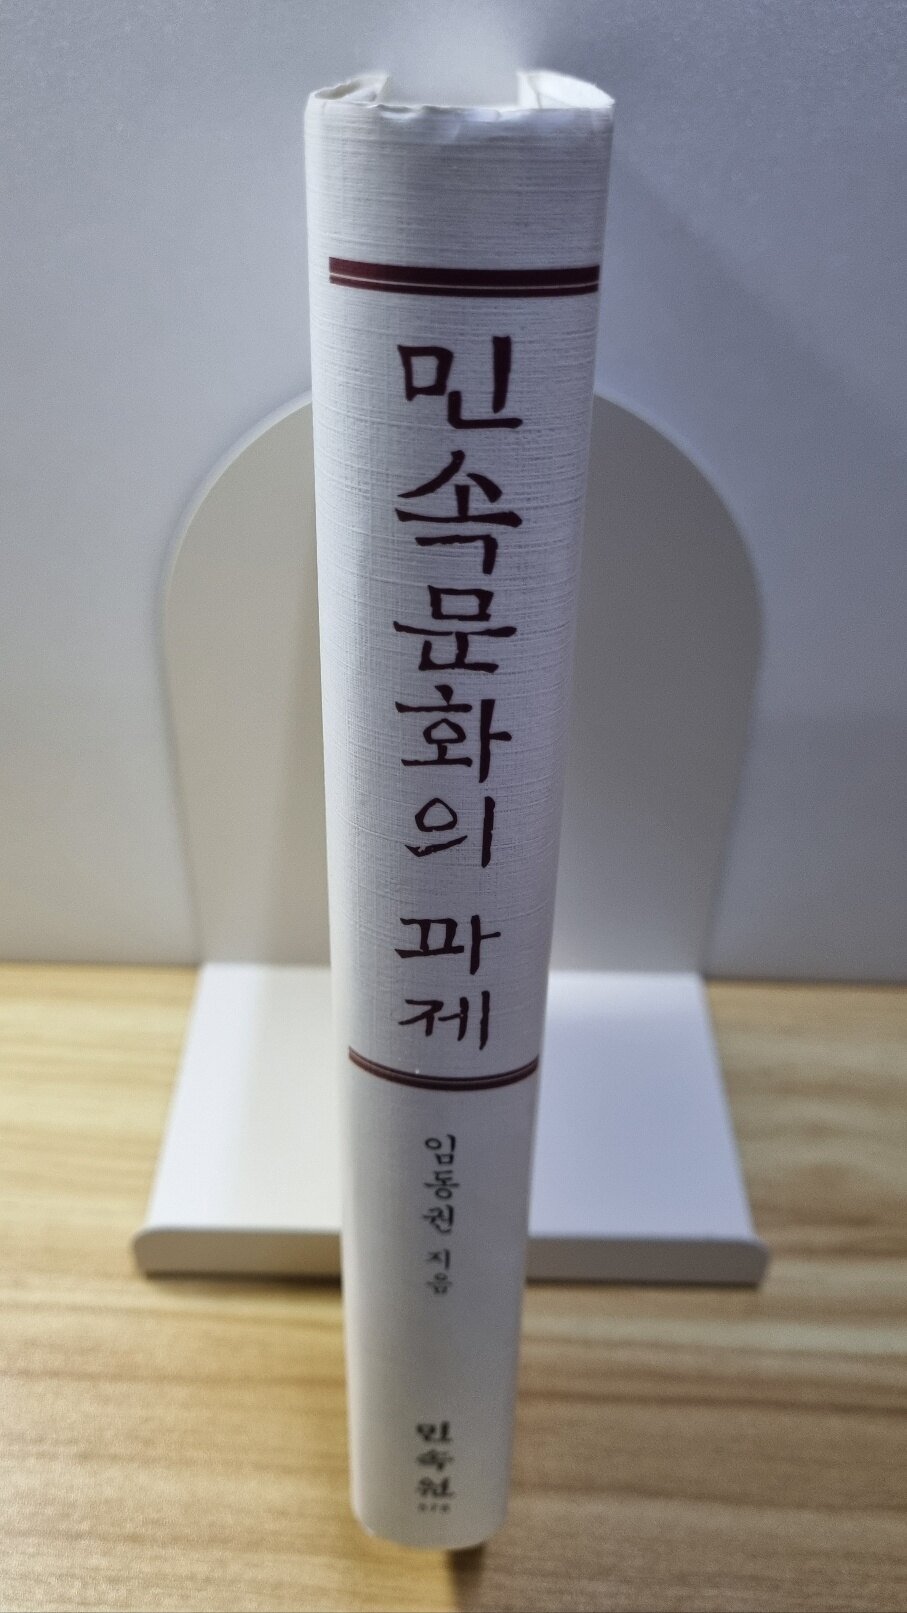 민속문화의 과제
임동권 지음
민속원